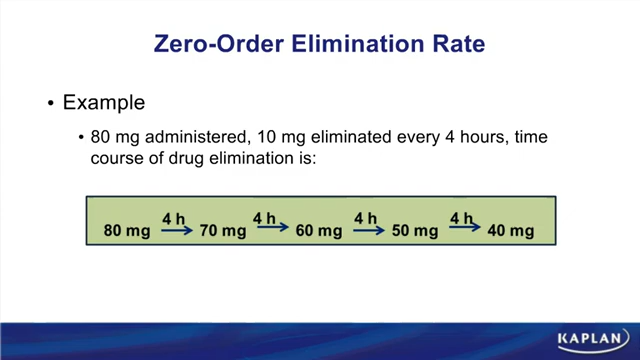 Zero-Order Elimination Rate
• Example
• 80 mg administered, 10 mg eliminated every 4 hours, time
course of drug elimination is:
4 h 4 h 4 h 4 h
80 mg → 70 mg → 60 mg → 50 mg → 40 mg
KAPLAN